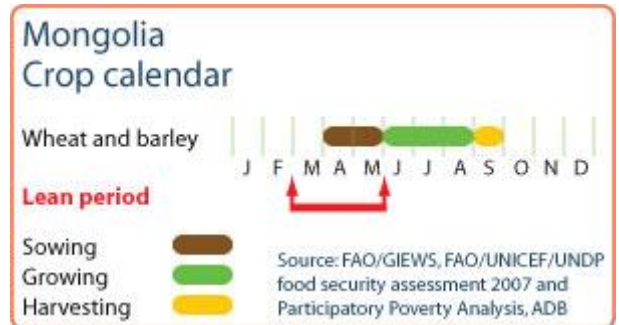 Mongolia
Crop calendar
Wheat and barley
J F M A M J J A S O N D
Lean period
Sowing
Growing
Harvesting
Source: FAO/GIEWS, FAO/UNICEF/UNDP
food security assessment 2007 and
Participatory Poverty Analysis, ADB